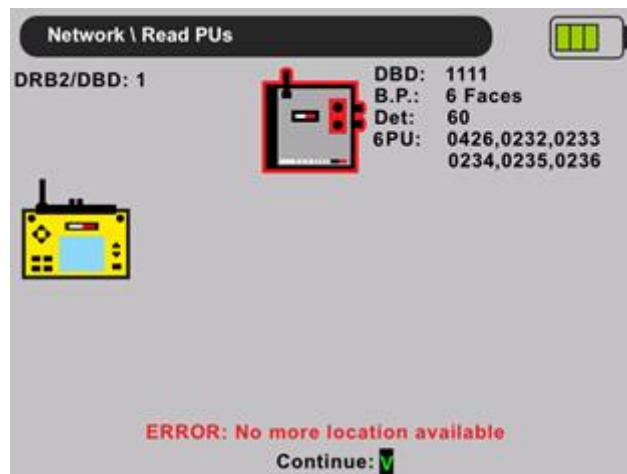 Network \ Read PUs
DRB2/DBD: 1
DBD: 1111
B.P.: 6 Faces
Det: 60
6PU: 0426,0232,0233
0234,0235,0236
ERROR: No more location available
Continue: V